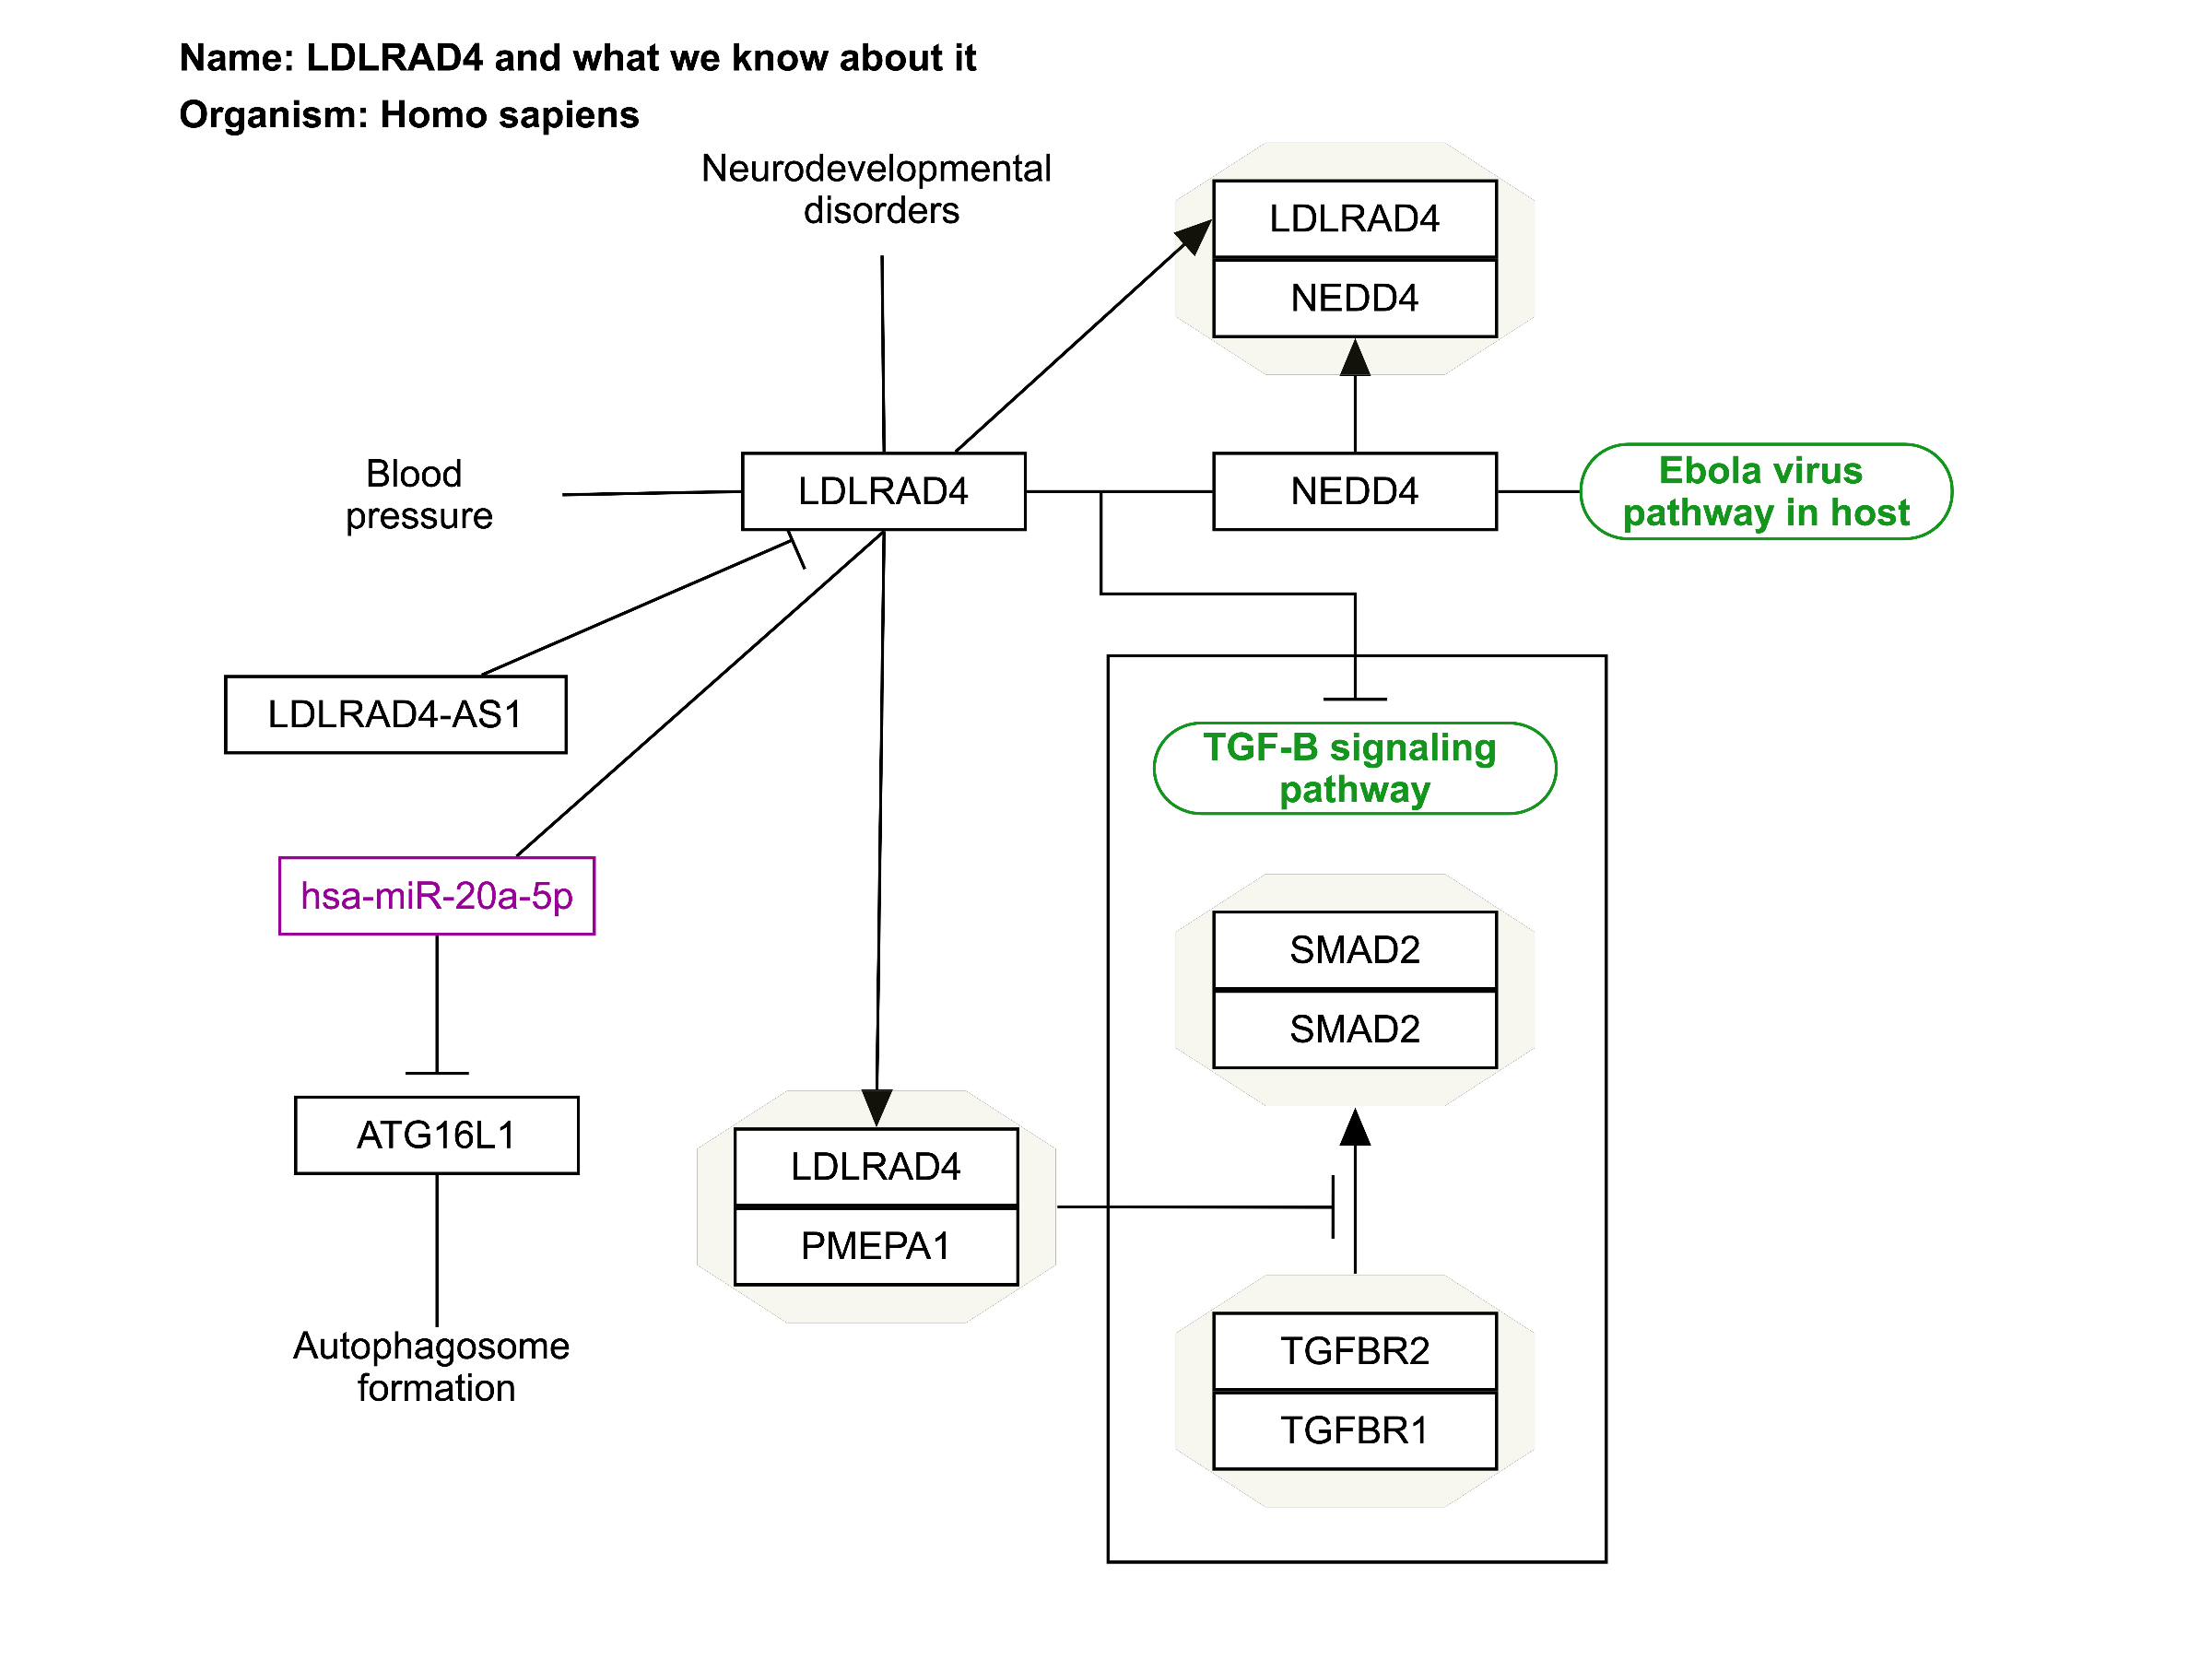 Name: LDLRAD4 and what we know about it
Organism: Homo sapiens
Neurodevelopmental
disorders
LDLRAD4
NEDD4
Blood
pressure
LDLRAD4
NEDD4
Ebola virus
pathway in host
LDLRAD4-AS1
TGF-B signaling
pathway
hsa-miR-20a-5p
SMAD2
SMAD2
ATG16L1
LDLRAD4
PMEPA1
Autophagosome
formation
TGFBR2
TGFBR1